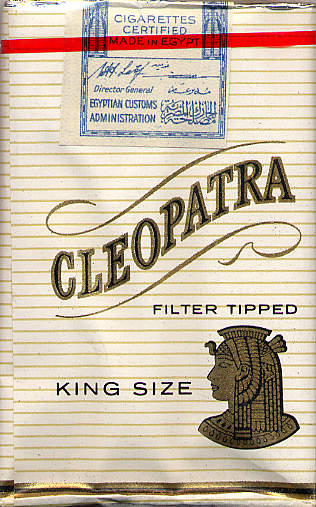 CIGARETTES
CERTIFIED
MADE IN EGYPT
Director General
EGYPTIAN CUSTOMS
ADMINISTRATION
CLEOPATRA
FILTER TIPPED
KING SIZE